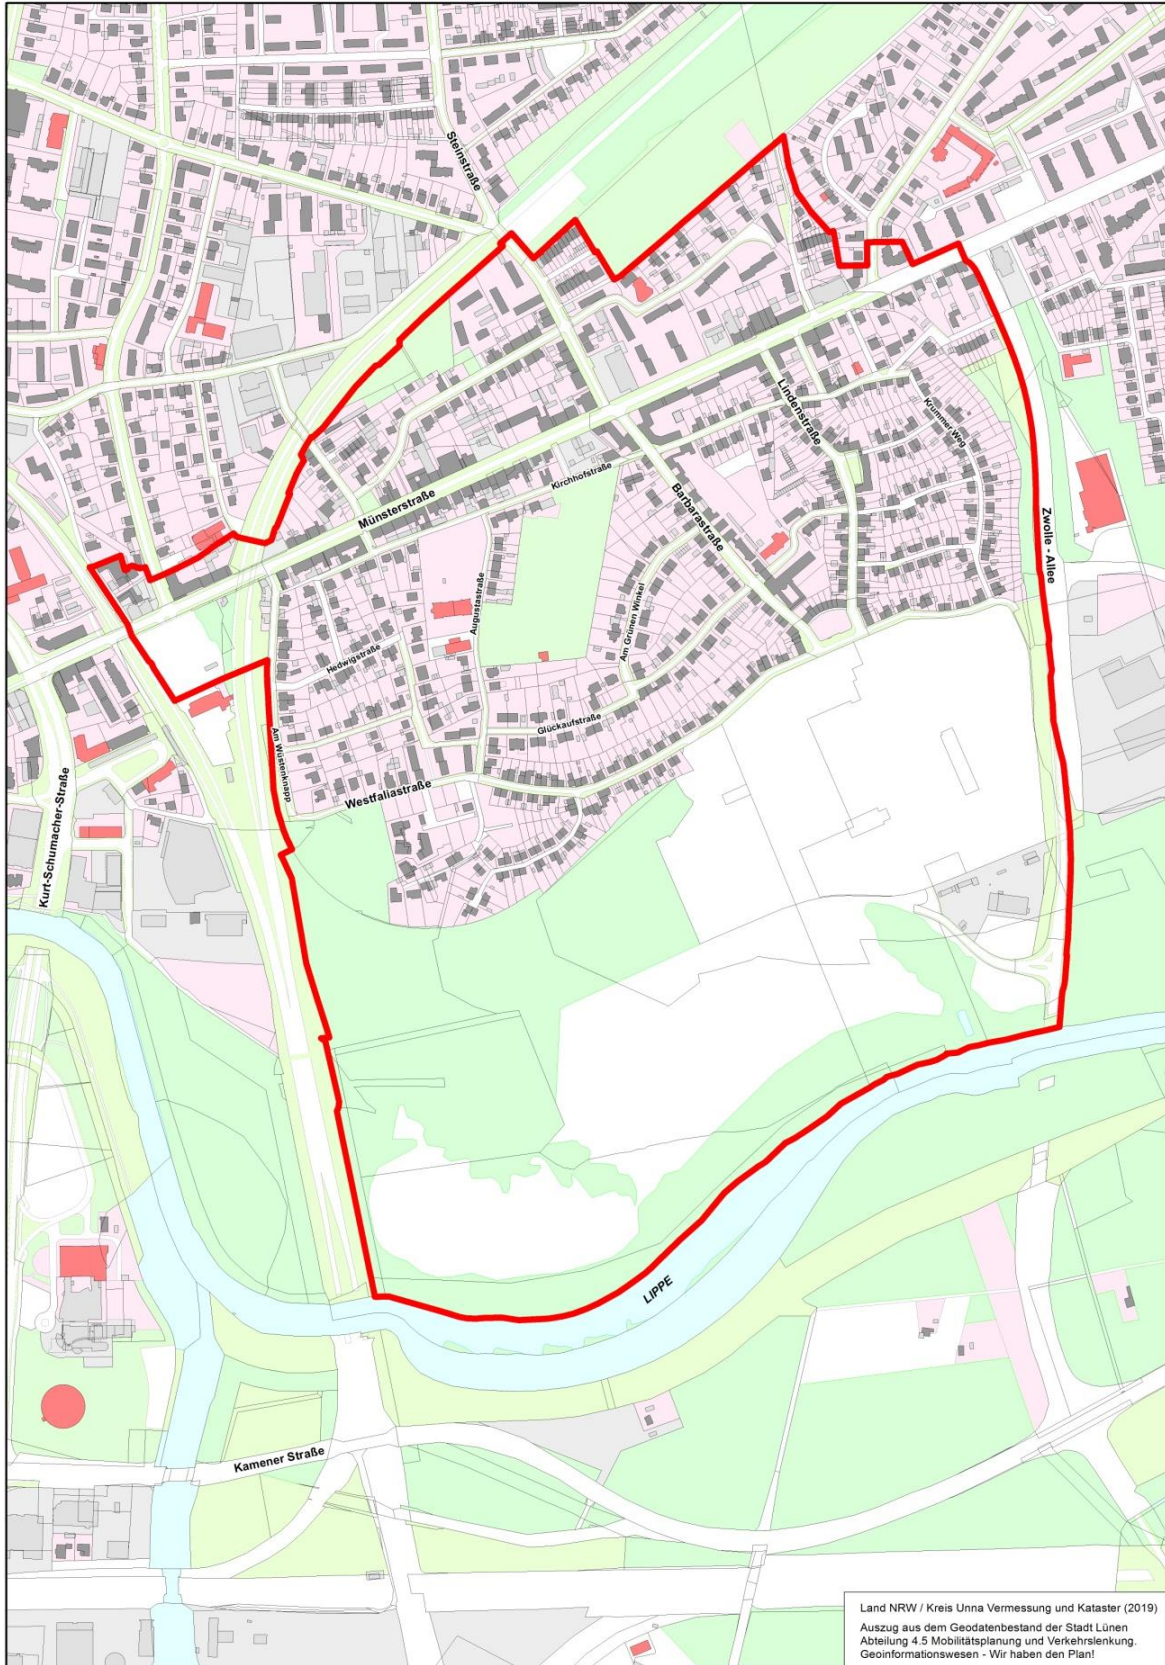 Steinstraße
Lindenstraße
Krummer Weg
Münsterstraße
Kirchhofstraße
Barbarastraße
Zwolle - Allee
Augustastraße
Am Grünen Winkel
Hedwigstraße
Glückaufstraße
Am Wüstenknapp
Westfaliastraße
Kurt-Schumacher-Straße
LIPPE
Kamener Straße
Land NRW / Kreis Unna Vermessung und Kataster (2019)
Auszug aus dem Geodatenbestand der Stadt Lünen
Abteilung 4.5 Mobilitätsplanung und Verkehrslenkung.
Geoinformationswesen - Wir haben den Plan!